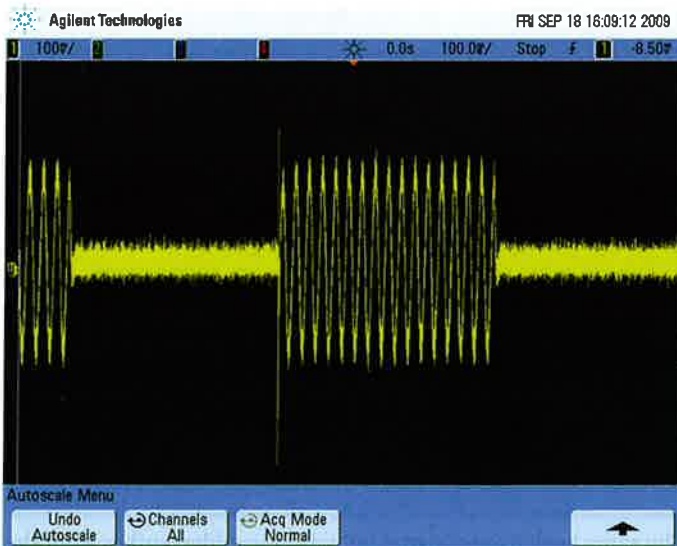 Agilent Technologies
FRI SEP 18 16:09:12 2009
1 100▽/ 2 0.0s 100.0▽/ Stop 1 -8.50▽
Autoscale Menu
Undo
Autoscale
Channels
All
Acq Mode
Normal